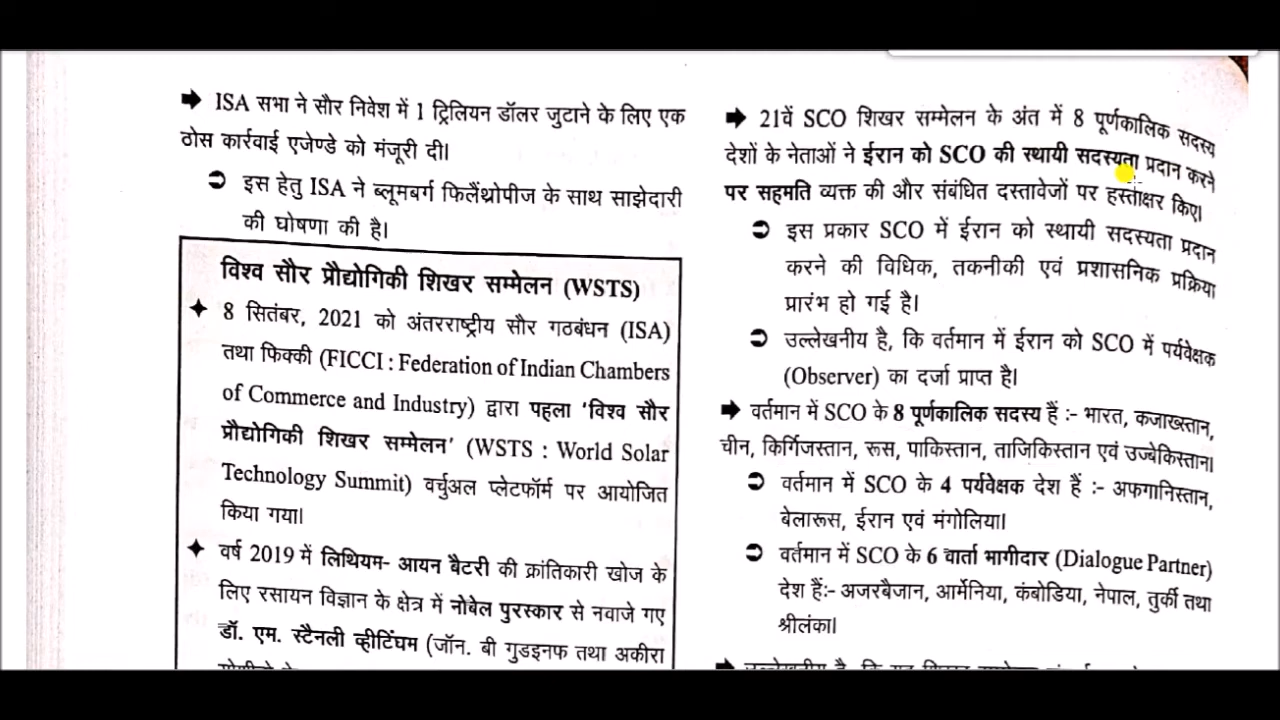 ➡ ISA सभा ने सौर निवेश में 1 ट्रिलियन डॉलर जुटाने के लिए एक
ठोस कार्रवाई एजेण्डे को मंजूरी दी।
➲ इस हेतु ISA ने ब्लूमबर्ग फिलैंथ्रोपीज के साथ साझेदारी
की घोषणा की है।
विश्व सौर प्रौद्योगिकी शिखर सम्मेलन (WSTS)
✦ 8 सितंबर, 2021 को अंतरराष्ट्रीय सौर गठबंधन (ISA)
तथा फिक्की (FICCI : Federation of Indian Chambers
of Commerce and Industry) द्वारा पहला 'विश्व सौर
प्रौद्योगिकी शिखर सम्मेलन' (WSTS : World Solar
Technology Summit) वर्चुअल प्लेटफॉर्म पर आयोजित
किया गया।
✦ वर्ष 2019 में लिथियम- आयन बैटरी की क्रांतिकारी खोज के
लिए रसायन विज्ञान के क्षेत्र में नोबेल पुरस्कार से नवाजे गए
डॉ. एम. स्टैनली व्हीटिंघम (जॉन. बी गुडइनफ तथा अकीरा
➡ 21वें SCO शिखर सम्मेलन के अंत में 8 पूर्णकालिक सदस्य
देशों के नेताओं ने ईरान को SCO की स्थायी सदस्यता प्रदान करने
पर सहमति व्यक्त की और संबंधित दस्तावेजों पर हस्ताक्षर किए।
➲ इस प्रकार SCO में ईरान को स्थायी सदस्यता प्रदान
करने की विधिक, तकनीकी एवं प्रशासनिक प्रक्रिया
प्रारंभ हो गई है।
➲ उल्लेखनीय है, कि वर्तमान में ईरान को SCO में पर्यवेक्षक
(Observer) का दर्जा प्राप्त है।
➡ वर्तमान में SCO के 8 पूर्णकालिक सदस्य हैं :- भारत, कजाख्स्तान,
चीन, किर्गिजस्तान, रूस, पाकिस्तान, ताजिकिस्तान एवं उज्बेकिस्तान।
➲ वर्तमान में SCO के 4 पर्यवेक्षक देश हैं :- अफगानिस्तान,
बेलारूस, ईरान एवं मंगोलिया।
➲ वर्तमान में SCO के 6 वार्ता भागीदार (Dialogue Partner)
देश हैं:- अजरबैजान, आर्मेनिया, कंबोडिया, नेपाल, तुर्की तथा
श्रीलंका।